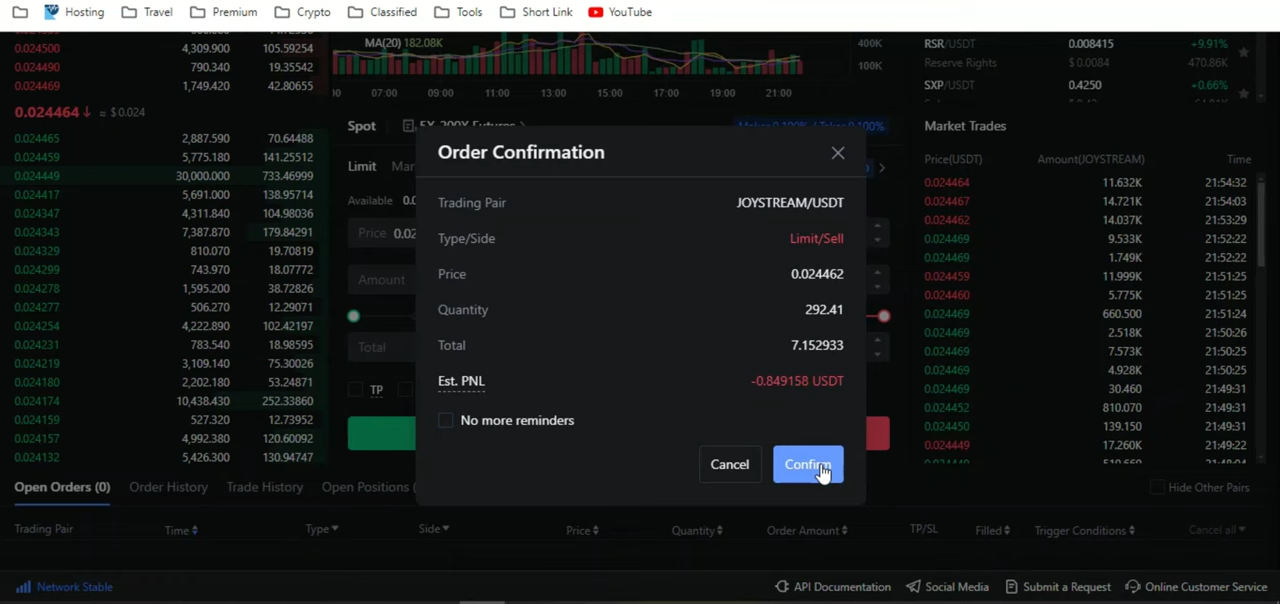 Hosting Travel Premium Crypto Classified Tools Short Link YouTube
0.024500 4,309.900 105.59254
0.024490 790.340 19.35542
0.024469 1,749.420 42.80655
0.024464↓ ≈ $0.024
0.024465 2,887.590 70.64488
0.024459 5,775.180 141.25512
0.024449 30,000.000 733.46999
0.024417 5,691.000 138.95714
0.024347 4,311.840 104.98036
0.024343 7,387.870 179.84291
0.024329 810.070 19.70819
0.024299 743.970 18.07772
0.024278 1,595.200 38.72826
0.024277 506.270 12.29071
0.024254 4,222.890 102.42197
0.024231 783.540 18.98595
0.024219 3,109.140 75.30026
0.024180 2,202.180 53.24871
0.024174 10,438.430 252.33860
0.024159 527.320 12.73952
0.024157 4,992.380 120.60092
0.024132 5,426.300 130.94747
MA(20) 182.08K
400K
100K
07:00 09:00 11:00 13:00 15:00 17:00 19:00 21:00
Spot 5X-200X Futures
Maker 0.100% / Taker 0.100%
Limit
Available
Price
Amount
Total
TP
Order Confirmation
Trading Pair JOYSTREAM/USDT
Type/Side Limit/Sell
Price 0.024462
Quantity 292.41
Total 7.152933
Est. PNL -0.849158 USDT
No more reminders
Cancel Confirm
RSR/USDT 0.008415 +9.91%
Reserve Rights $0.0084 470.86K
SXP/USDT 0.4250 +0.66%
Market Trades
Price(USDT) Amount(JOYSTREAM) Time
0.024464 11.632K 21:54:32
0.024467 14.721K 21:54:03
0.024462 14.037K 21:53:29
0.024469 9.533K 21:52:22
0.024469 1.749K 21:52:22
0.024459 11.999K 21:51:25
0.024460 5.775K 21:51:25
0.024469 660.500 21:51:24
0.024469 2.518K 21:50:26
0.024469 7.573K 21:50:25
0.024469 4.928K 21:50:25
0.024469 30.460 21:49:31
0.024452 810.070 21:49:31
0.024450 139.150 21:49:31
0.024449 17.260K 21:49:22
Open Orders (0) Order History Trade History Open Positions Hide Other Pairs
Trading Pair Time Type Side Price Quantity Order Amount TP/SL Filled Trigger Conditions Cancel all
Network Stable API Documentation Social Media Submit a Request Online Customer Service